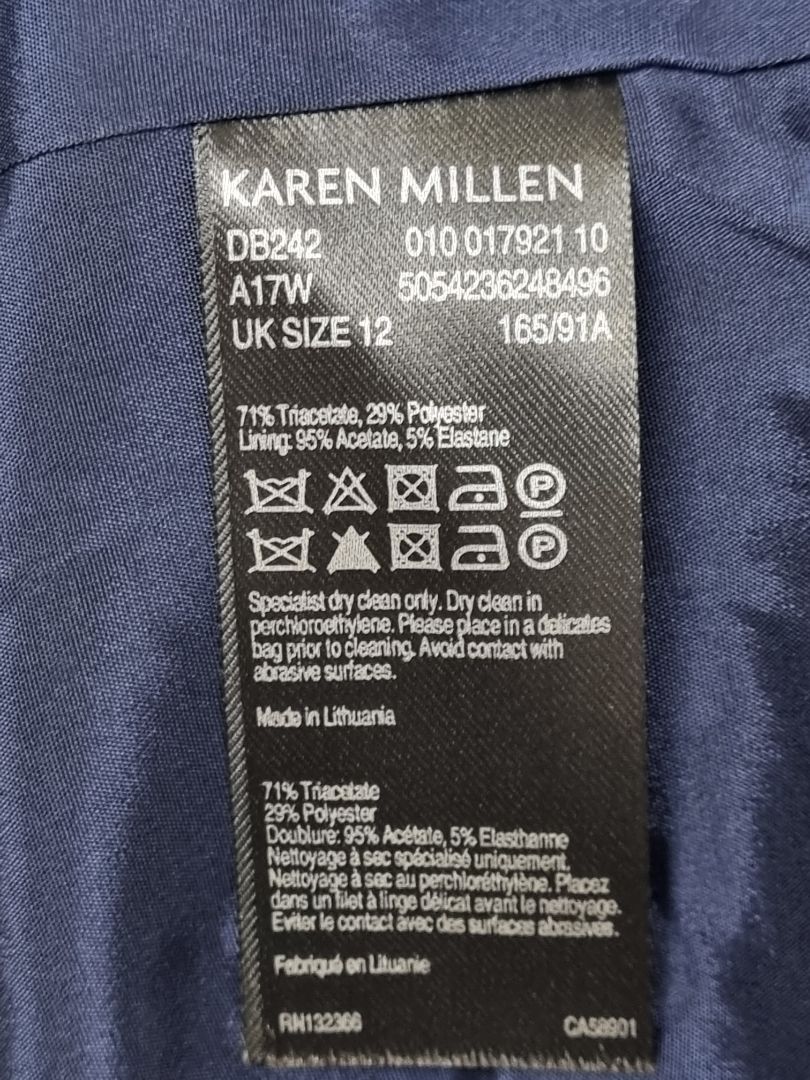 KAREN MILLEN
DB242 010 017921 10
A17W 5054236248496
UK SIZE 12 165/91A
71% Triacetate, 29% Polyester
Lining: 95% Acetate, 5% Elastane
P
P
Specialist dry clean only. Dry clean in
perchloroethylene. Please place in a delicates
bag prior to cleaning. Avoid contact with
abrasive surfaces.
Made in Lithuania
71% Triacetate
29% Polyester
Doublure: 95% Acétate, 5% Elasthanne
Nettoyage à sec spécialisé uniquement.
Nettoyage à sec au perchloréthylène. Placez
dans un filet à linge délicat avant le nettoyage.
Eviter le contact avec des surfaces abrasives.
Fabriqué en Lituanie
RN132366 CA58901